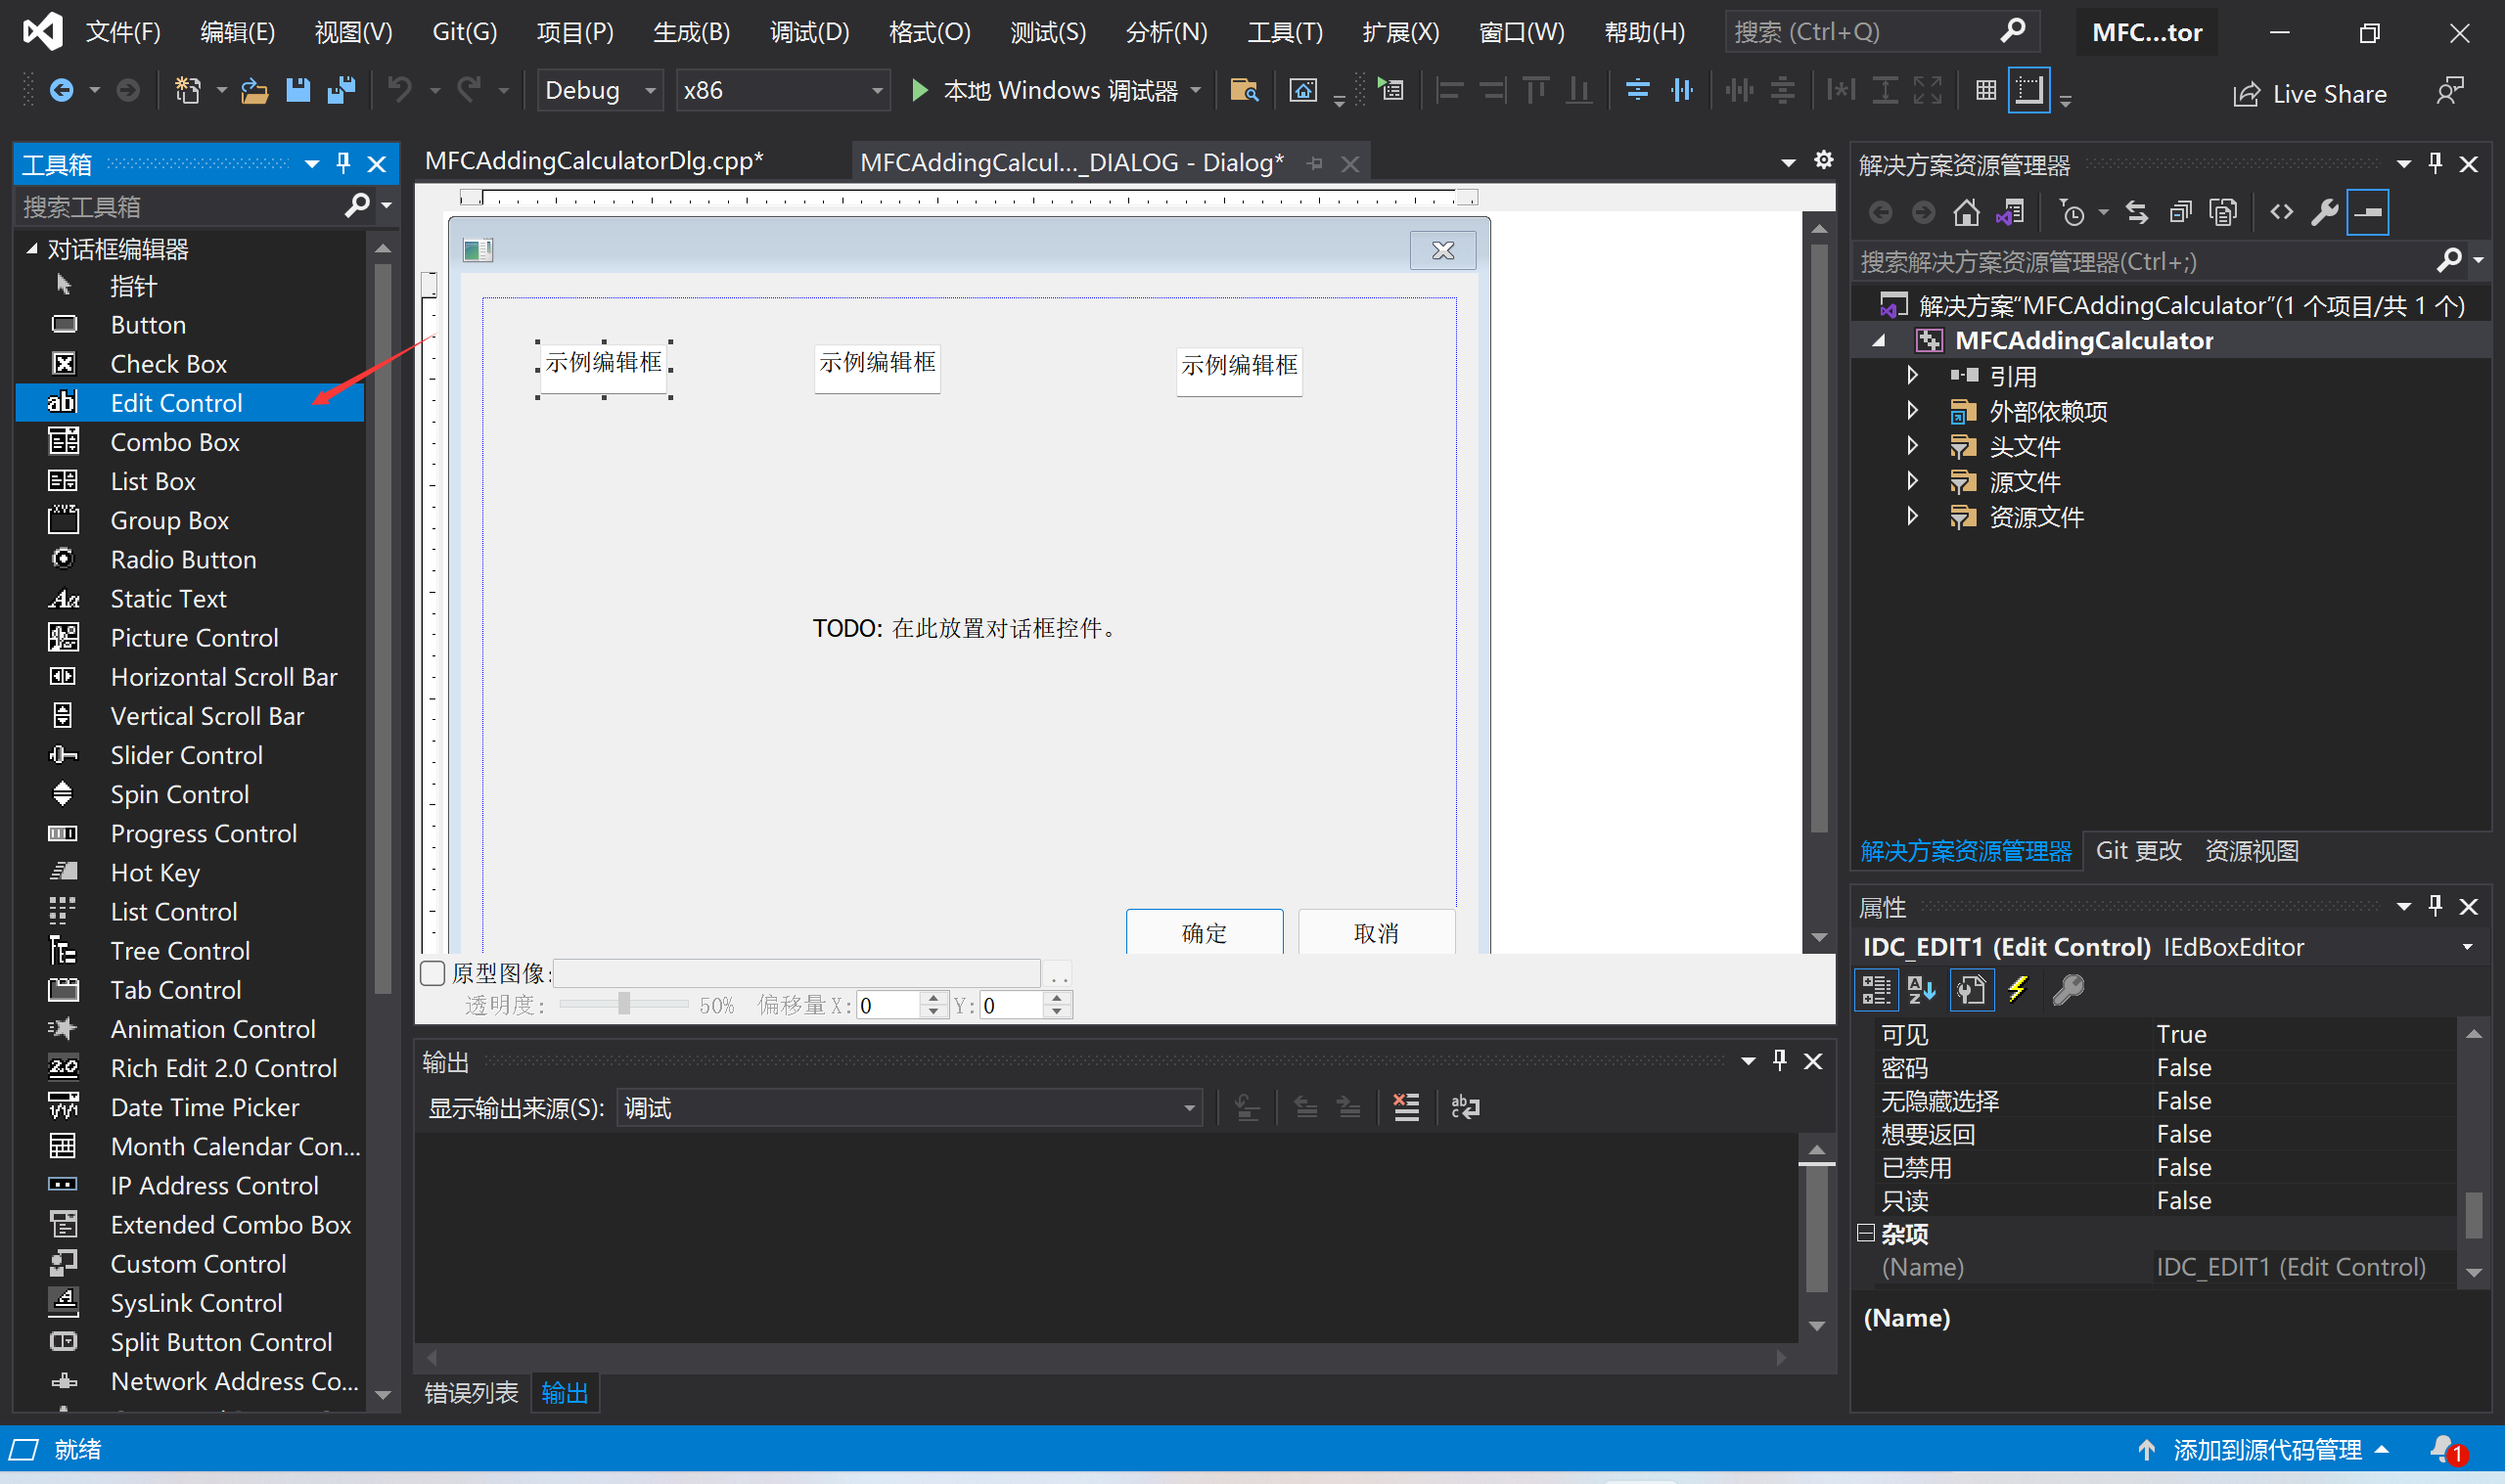 文件(F) 编辑(E) 视图(V) Git(G) 项目(P) 生成(B) 调试(D) 格式(O) 测试(S) 分析(N) 工具(T) 扩展(X) 窗口(W) 帮助(H) 搜索 (Ctrl+Q) MFC...tor
Debug x86 本地 Windows 调试器 Live Share
工具箱
搜索工具箱
对话框编辑器
指针
Button
Check Box
Edit Control
Combo Box
List Box
Group Box
Radio Button
Static Text
Picture Control
Horizontal Scroll Bar
Vertical Scroll Bar
Slider Control
Spin Control
Progress Control
Hot Key
List Control
Tree Control
Tab Control
Animation Control
Rich Edit 2.0 Control
Date Time Picker
Month Calendar Con...
IP Address Control
Extended Combo Box
Custom Control
SysLink Control
Split Button Control
Network Address Co...
MFCAddingCalculatorDlg.cpp* MFCAddingCalcul..._DIALOG - Dialog*
示例编辑框 示例编辑框 示例编辑框
TODO: 在此放置对话框控件。
确定 取消
原型图像: ..
透明度: 50% 偏移量 X: 0 Y: 0
输出
显示输出来源(S): 调试
错误列表 输出
解决方案资源管理器
搜索解决方案资源管理器(Ctrl+;)
解决方案"MFCAddingCalculator"(1 个项目/共 1 个)
MFCAddingCalculator
引用
外部依赖项
头文件
源文件
资源文件
解决方案资源管理器 Git 更改 资源视图
属性
IDC_EDIT1 (Edit Control) IEdBoxEditor
可见 True
密码 False
无隐藏选择 False
想要返回 False
已禁用 False
只读 False
杂项
(Name) IDC_EDIT1 (Edit Control)
(Name)
就绪 添加到源代码管理 1